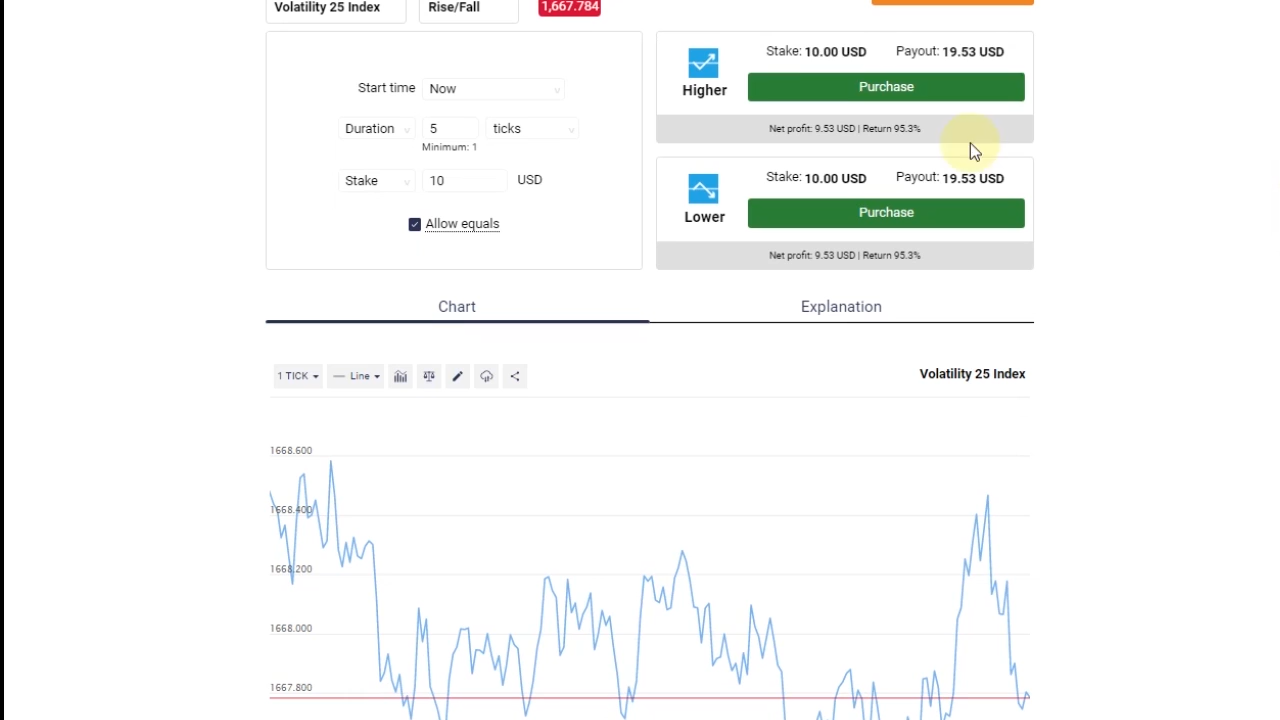 Volatility 25 Index
Rise/Fall
1,667.784
Start time Now
Duration 5 ticks
Minimum: 1
Stake 10 USD
Allow equals
Stake: 10.00 USD Payout: 19.53 USD
Higher
Purchase
Net profit: 9.53 USD | Return 95.3%
Stake: 10.00 USD Payout: 19.53 USD
Lower
Purchase
Net profit: 9.53 USD | Return 95.3%
Chart
Explanation
1 TICK
Line
Volatility 25 Index
1668.600
1668.400
1668.200
1668.000
1667.800